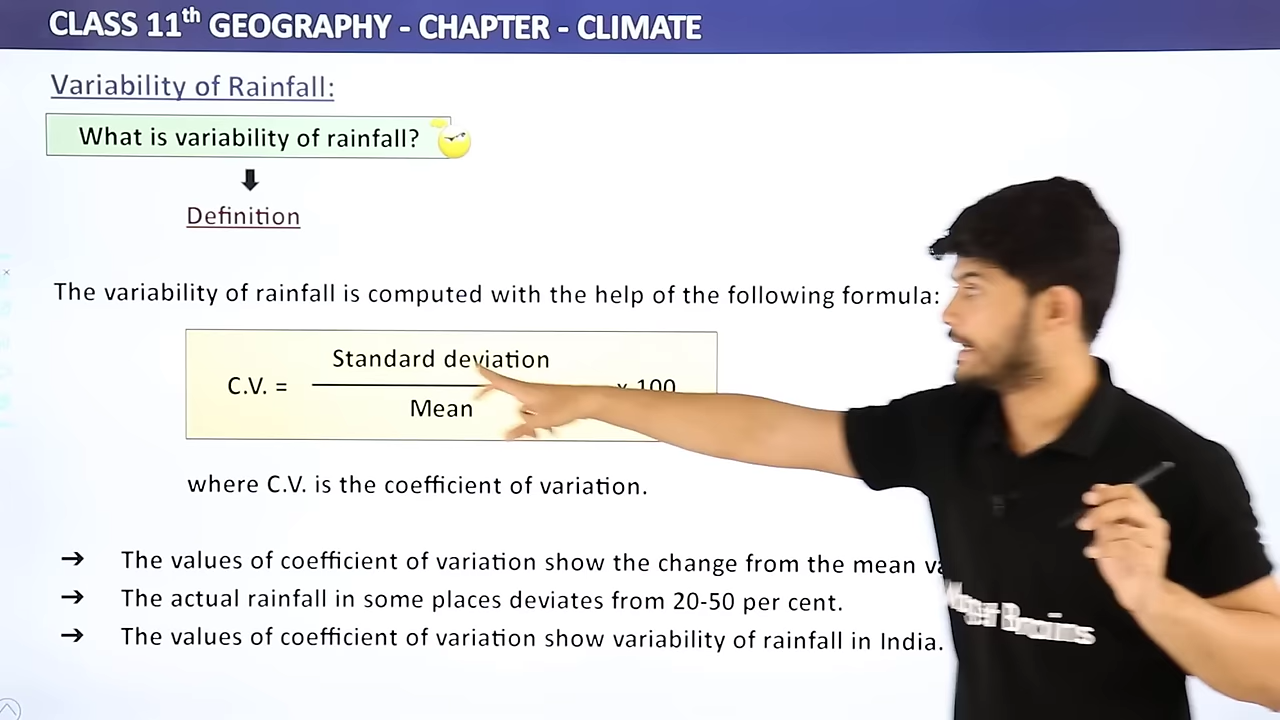 CLASS 11th GEOGRAPHY - CHAPTER - CLIMATE
Variability of Rainfall:
What is variability of rainfall?
Definition
The variability of rainfall is computed with the help of the following formula:
Standard deviation
C.V. = x 100
Mean
where C.V. is the coefficient of variation.
➔ The values of coefficient of variation show the change from the mean
➔ The actual rainfall in some places deviates from 20-50 per cent.
➔ The values of coefficient of variation show variability of rainfall in India.
Brains